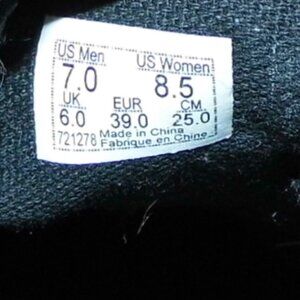 US Men US Women
7.0 8.5
UK EUR CM
6.0 39.0 25.0
721278 Made in China
Fabriqué en Chine